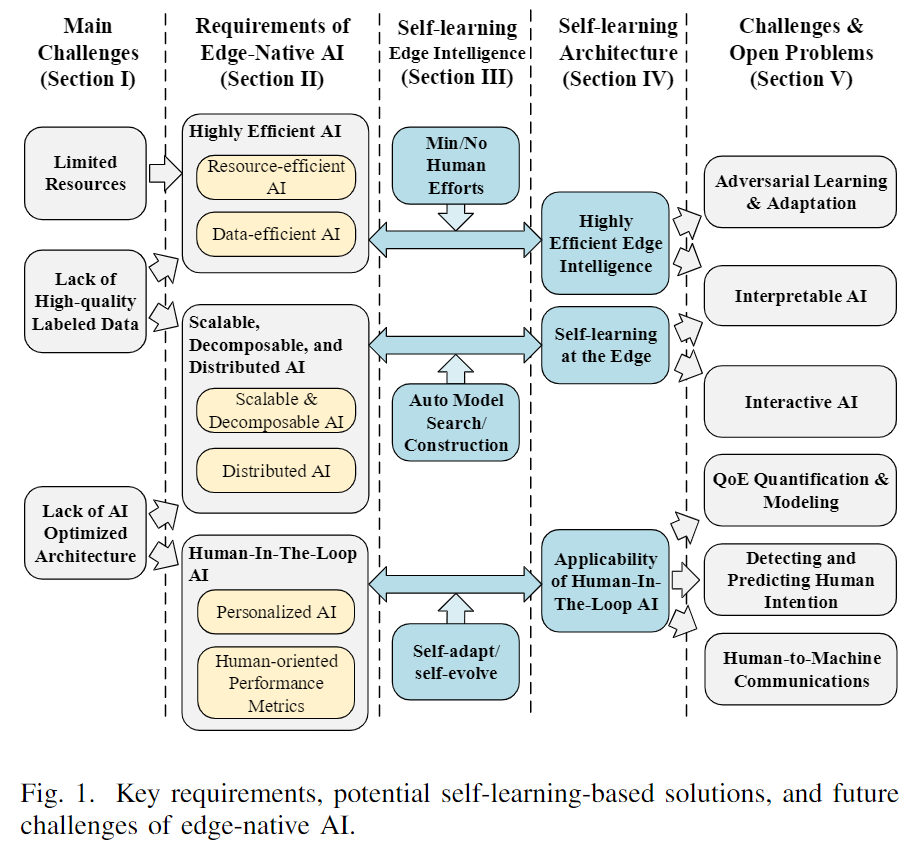 Main
Challenges
(Section I)
Requirements of
Edge-Native AI
(Section II)
Self-learning
Edge Intelligence
(Section III)
Self-learning
Architecture
(Section IV)
Challenges &
Open Problems
(Section V)
Limited
Resources
Lack of
High-quality
Labeled Data
Lack of AI
Optimized
Architecture
Highly Efficient AI
Resource-efficient
AI
Data-efficient AI
Scalable,
Decomposable, and
Distributed AI
Scalable &
Decomposable AI
Distributed AI
Human-In-The-Loop
AI
Personalized AI
Human-oriented
Performance
Metrics
Min/No
Human
Efforts
Auto Model
Search/
Construction
Self-adapt/
self-evolve
Highly
Efficient Edge
Intelligence
Self-learning
at the Edge
Applicability
of Human-In-
The-Loop AI
Adversarial Learning
& Adaptation
Interpretable AI
Interactive AI
QoE Quantification &
Modeling
Detecting and
Predicting Human
Intention
Human-to-Machine
Communications
Fig. 1. Key requirements, potential self-learning-based solutions, and future
challenges of edge-native AI.